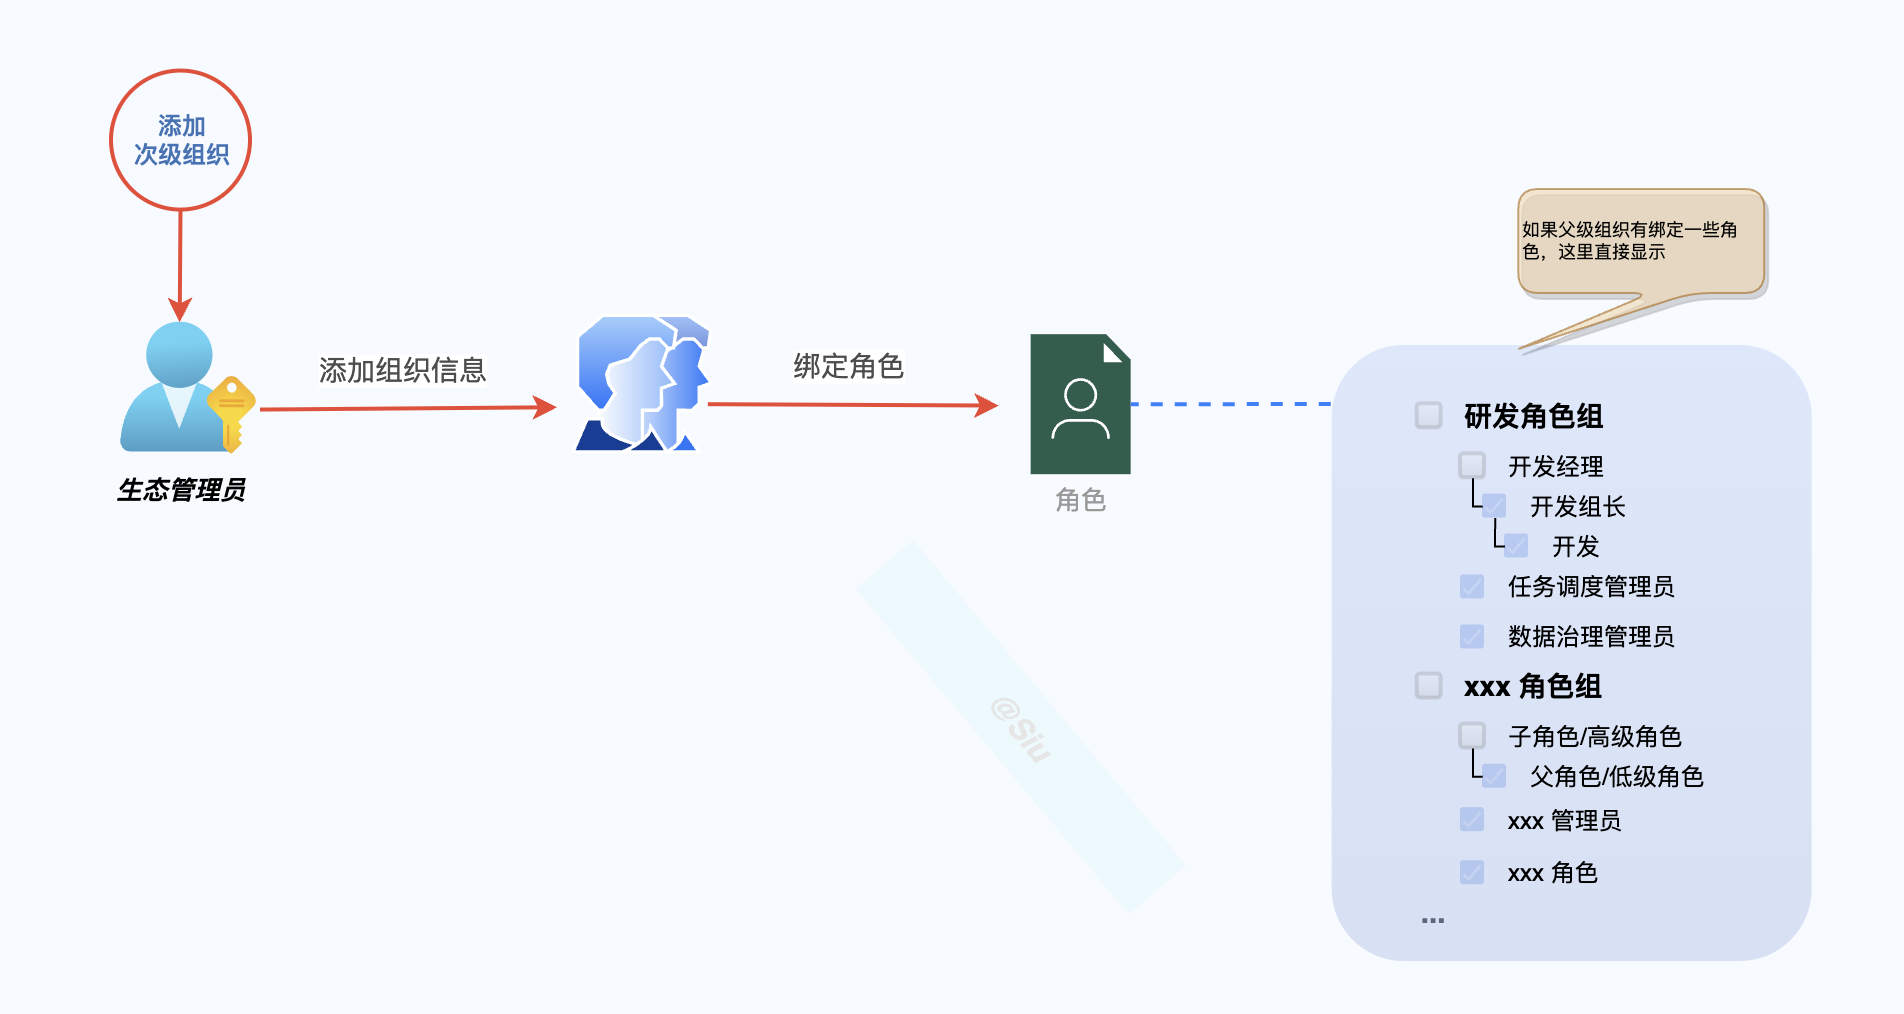 添加
次级组织
如果父级组织有绑定一些角
色，这里直接显示
添加组织信息
绑定角色
生态管理员
角色
研发角色组
开发经理
开发组长
开发
任务调度管理员
数据治理管理员
xxx 角色组
子角色/高级角色
父角色/低级角色
xxx 管理员
xxx 角色
...
@Siu